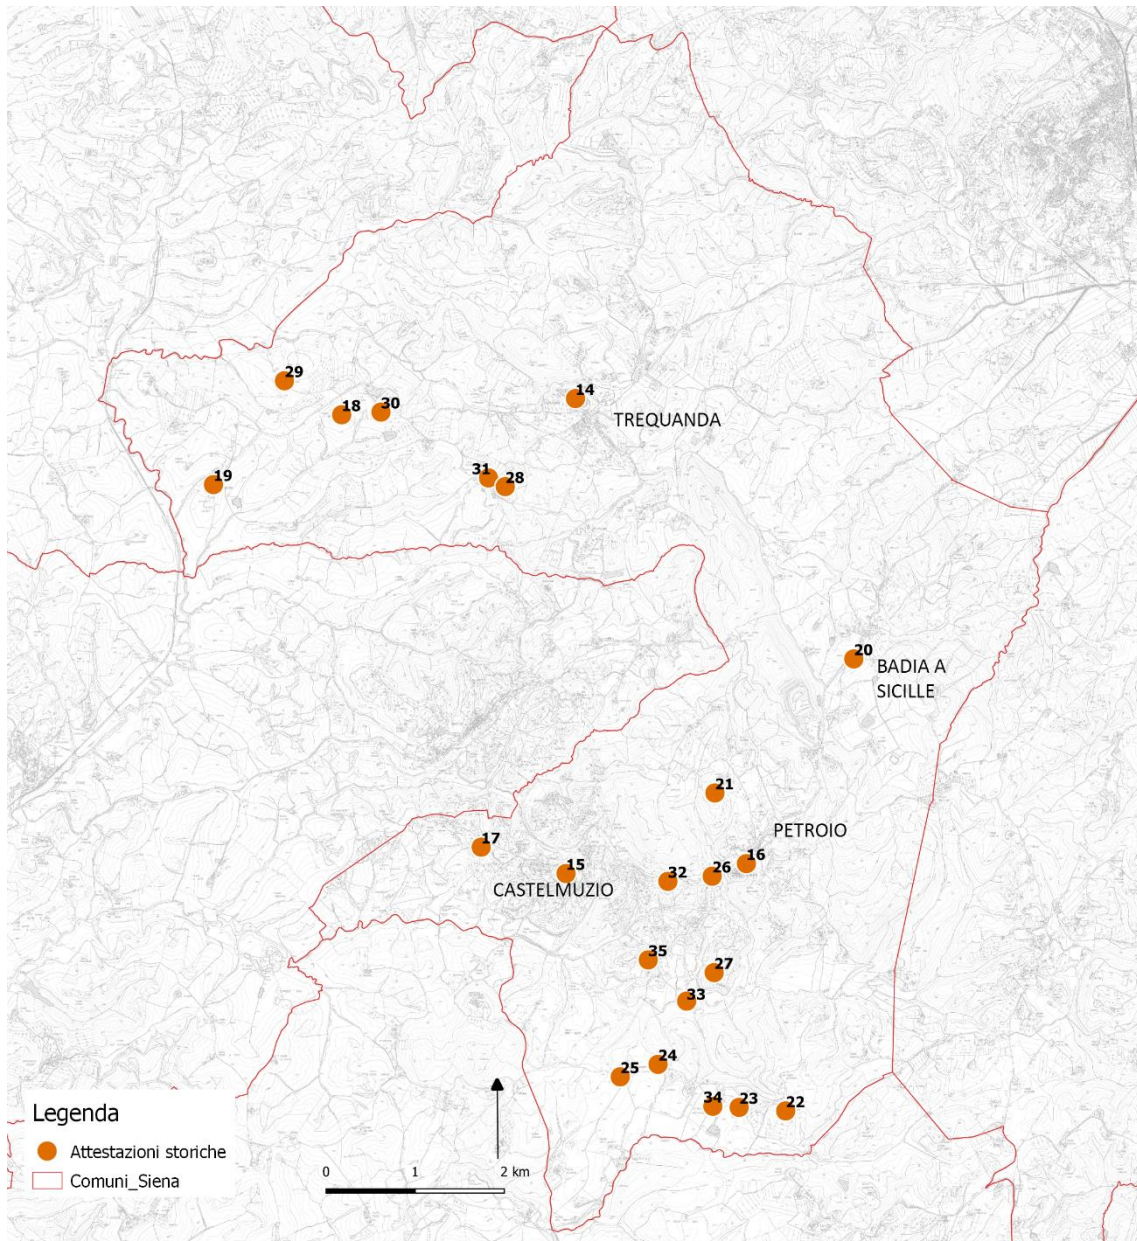 29
18
30
14
TREQUANDA
19
31
28
20
BADIA A
SICILLE
21
PETROIO
17
15
16
26
32
CASTELMUZIO
35
27
33
24
25
34
23
22
Legenda
Attestazioni storiche
Comuni_Siena
0 1 2 km